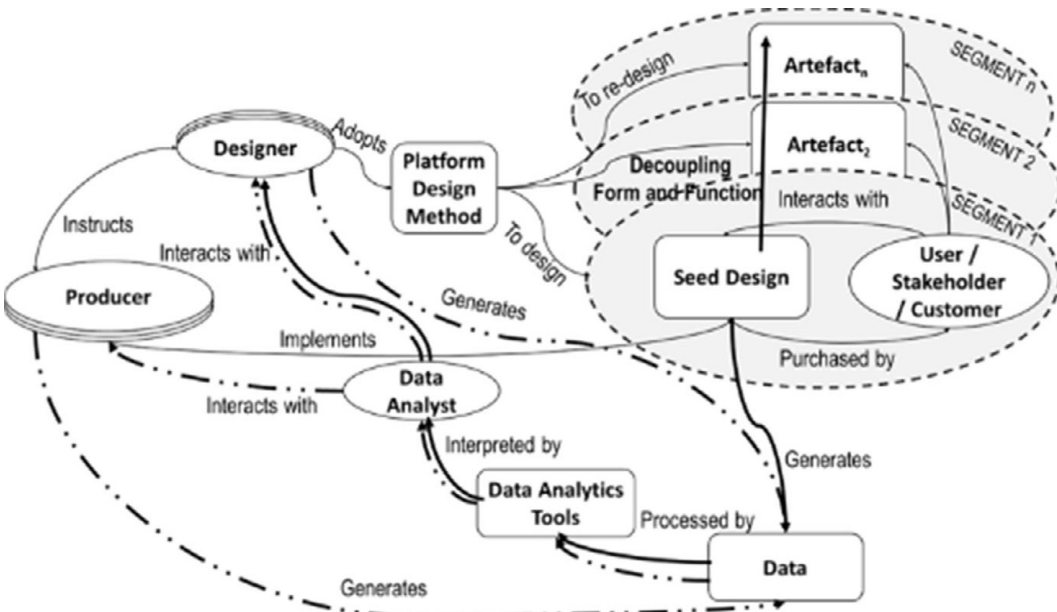 To re-design
Artefactₙ
SEGMENT n
Designer
Adopts
Platform
Design
Method
Artefact₂
SEGMENT 2
Decoupling
Form and Function
Interacts with
SEGMENT 1
Instructs
Interacts with
To design
Seed Design
User /
Stakeholder
/ Customer
Producer
Generates
Implements
Purchased by
Data
Analyst
Interacts with
Interpreted by
Generates
Data Analytics
Tools
Processed by
Data
Generates